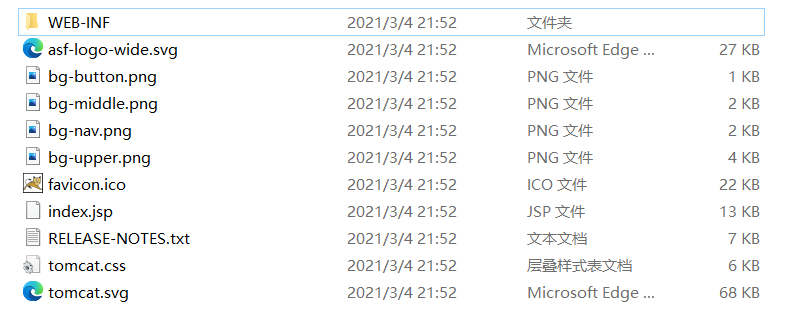 WEB-INF 2021/3/4 21:52 文件夹
asf-logo-wide.svg 2021/3/4 21:52 Microsoft Edge ... 27 KB
bg-button.png 2021/3/4 21:52 PNG 文件 1 KB
bg-middle.png 2021/3/4 21:52 PNG 文件 2 KB
bg-nav.png 2021/3/4 21:52 PNG 文件 2 KB
bg-upper.png 2021/3/4 21:52 PNG 文件 4 KB
favicon.ico 2021/3/4 21:52 ICO 文件 22 KB
index.jsp 2021/3/4 21:52 JSP 文件 13 KB
RELEASE-NOTES.txt 2021/3/4 21:52 文本文档 7 KB
tomcat.css 2021/3/4 21:52 层叠样式表文档 6 KB
tomcat.svg 2021/3/4 21:52 Microsoft Edge ... 68 KB